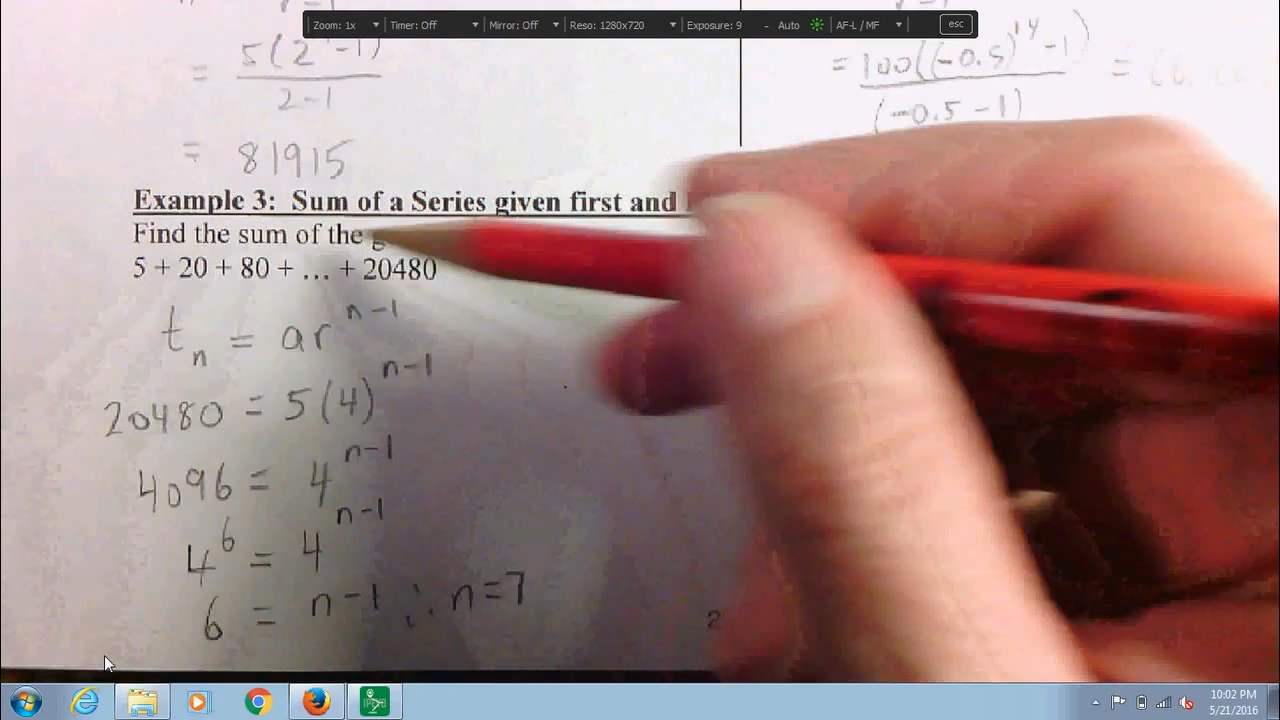 Zoom: 1x Timer: Off Mirror: Off Reso: 1280x720 Exposure: 9 - Auto AF-L / MF esc
= 5(2 -1)
2-1
= 81915
= 100((-0.5)^14 -1) =
(-0.5 -1)
Example 3: Sum of a Series given first and
Find the sum of the
5 + 20 + 80 + … + 20480
t_n = ar^n-1
20480 = 5(4)^n-1
4096 = 4^n-1
4^6 = 4^n-1
6 = n-1 ∴ n=7
2
10:02 PM
5/21/2016